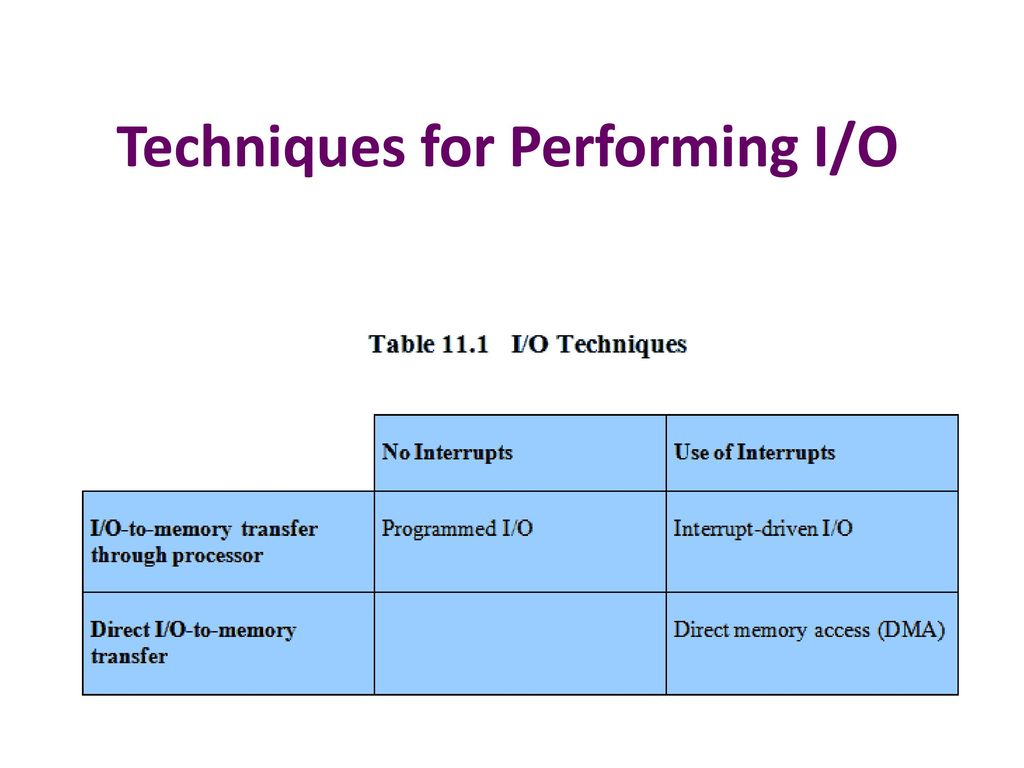 Techniques for Performing I/O
Table 11.1 I/O Techniques
No Interrupts
Use of Interrupts
I/O-to-memory transfer
through processor
Programmed I/O
Interrupt-driven I/O
Direct I/O-to-memory
transfer
Direct memory access (DMA)